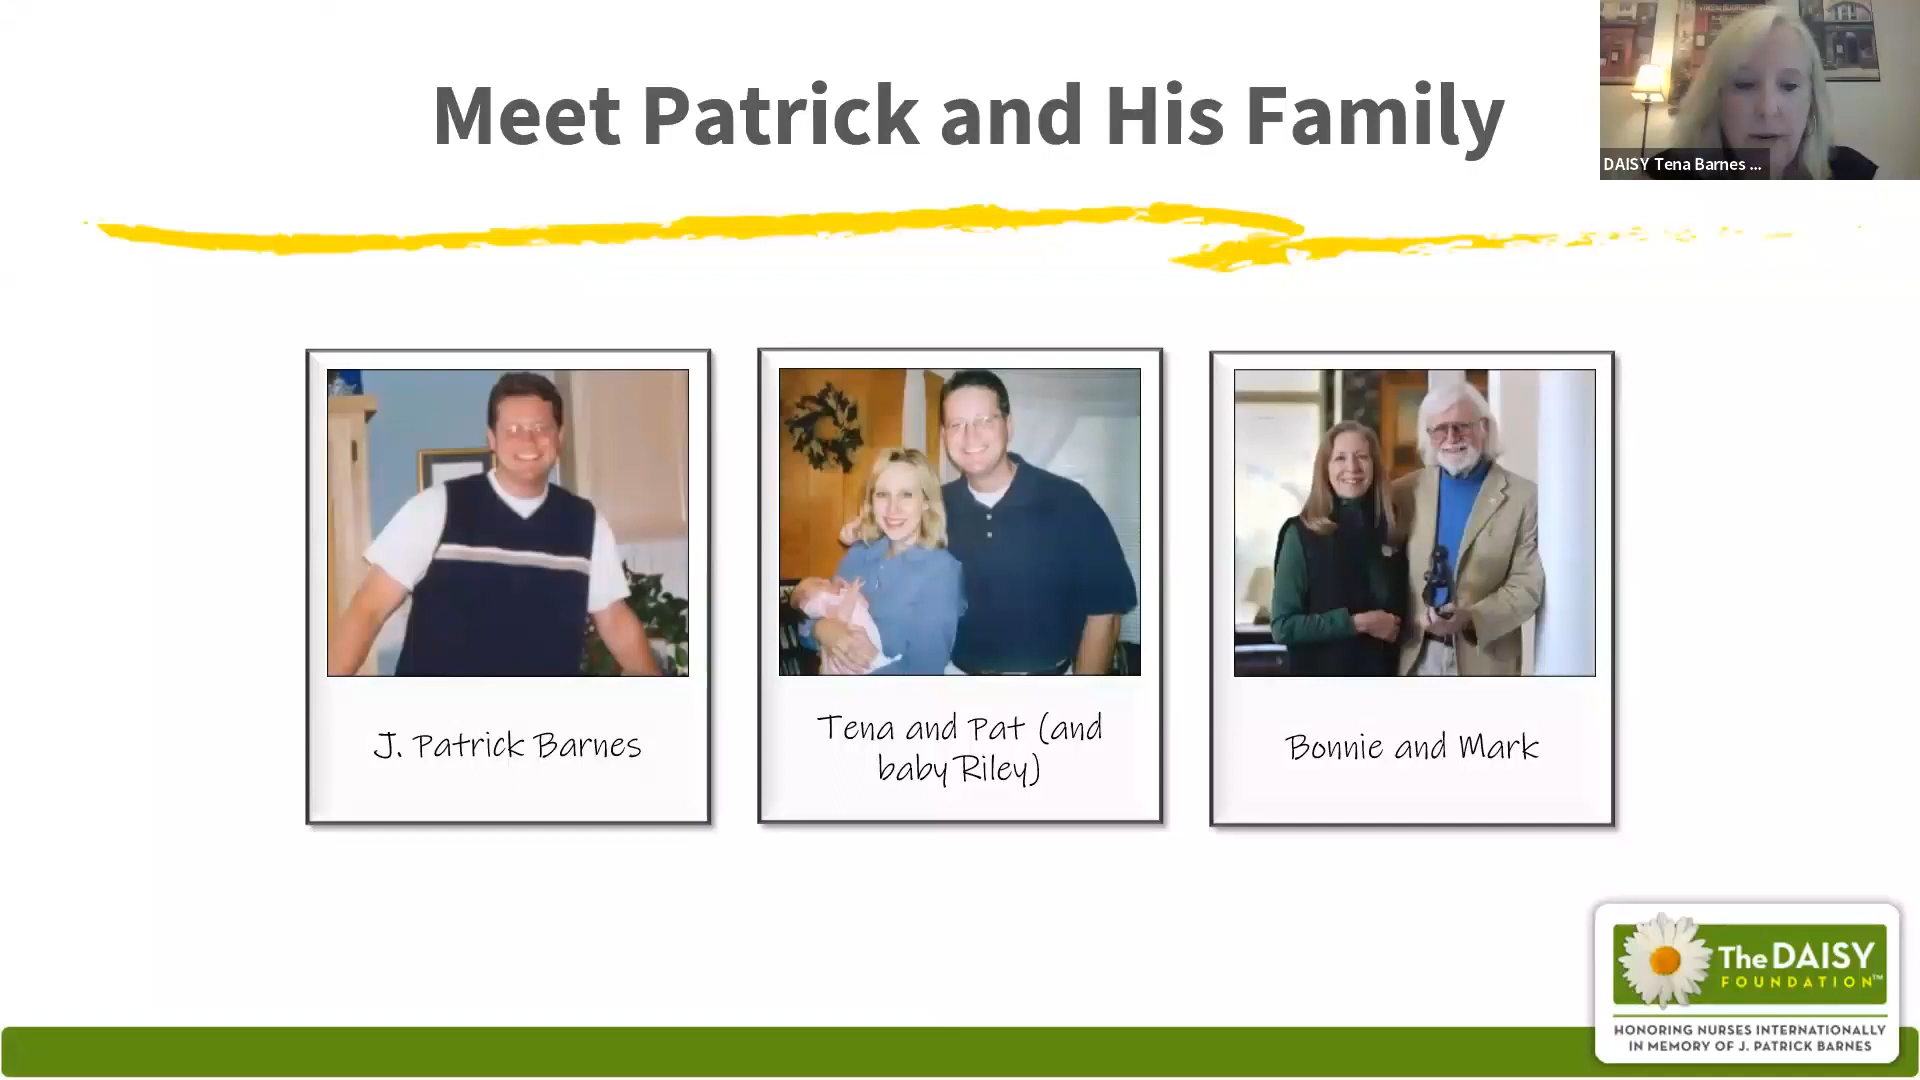 Meet Patrick and His Family
DAISY Tena Barnes ...
J. Patrick Barnes
Tena and Pat (and
baby Riley)
Bonnie and Mark
The DAISY
FOUNDATION™
HONORING NURSES INTERNATIONALLY
IN MEMORY OF J. PATRICK BARNES